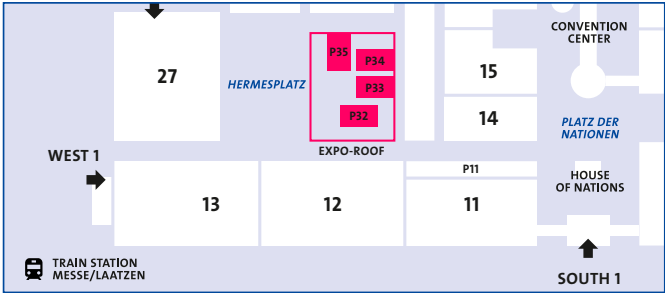 CONVENTION
CENTER
P35
P34
27
HERMESPLATZ
15
P33
P32
14
PLATZ DER
NATIONEN
EXPO-ROOF
WEST 1
P11
HOUSE
OF NATIONS
13
12
11
TRAIN STATION
MESSE/LAATZEN
SOUTH 1